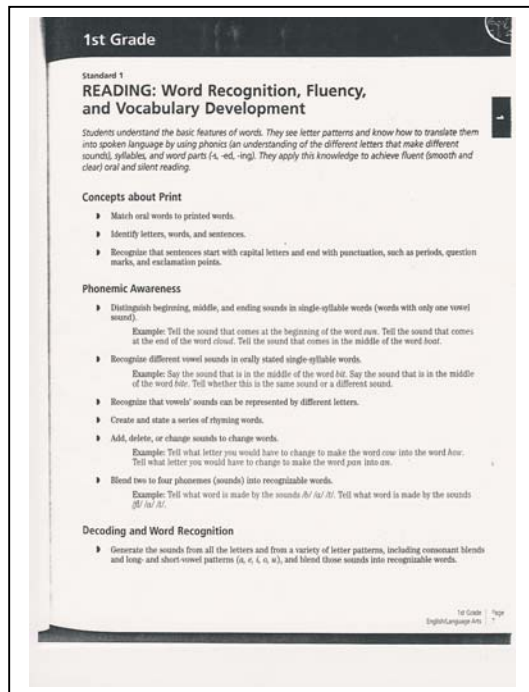 1st Grade
Standard 1
READING: Word Recognition, Fluency,
and Vocabulary Development
1
Students understand the basic features of words. They see letter patterns and know how to translate them
into spoken language by using phonics (an understanding of the different letters that make different
sounds), syllables, and word parts (-s, -ed, -ing). They apply this knowledge to achieve fluent (smooth and
clear) oral and silent reading.
Concepts about Print
Match oral words to printed words.
Identify letters, words, and sentences.
Recognize that sentences start with capital letters and end with punctuation, such as periods, question
marks, and exclamation points.
Phonemic Awareness
Distinguish beginning, middle, and ending sounds in single-syllable words (words with only one vowel
sound).
Example: Tell the sound that comes at the beginning of the word sun. Tell the sound that comes
at the end of the word cloud. Tell the sound that comes in the middle of the word boat.
Recognize different vowel sounds in orally stated single-syllable words.
Example: Say the sound that is in the middle of the word bit. Say the sound that is in the middle
of the word bite. Tell whether this is the same sound or a different sound.
Recognize that vowels' sounds can be represented by different letters.
Create and state a series of rhyming words.
Add, delete, or change sounds to change words.
Example: Tell what letter you would have to change to make the word cow into the word how.
Tell what letter you would have to change to make the word pan into an.
Blend two to four phonemes (sounds) into recognizable words.
Example: Tell what word is made by the sounds /b/ /a/ /t/. Tell what word is made by the sounds
/fl/ /a/ /t/.
Decoding and Word Recognition
Generate the sounds from all the letters and from a variety of letter patterns, including consonant blends
and long- and short-vowel patterns (a, e, i, o, u), and blend those sounds into recognizable words.
1st Grade Page
English/Language Arts